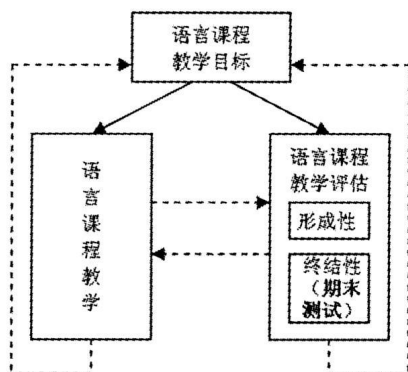 语言课程
教学目标
语
言
课
程
教
学
语言课程
教学评估
形成性
终结性
（期末
测试）